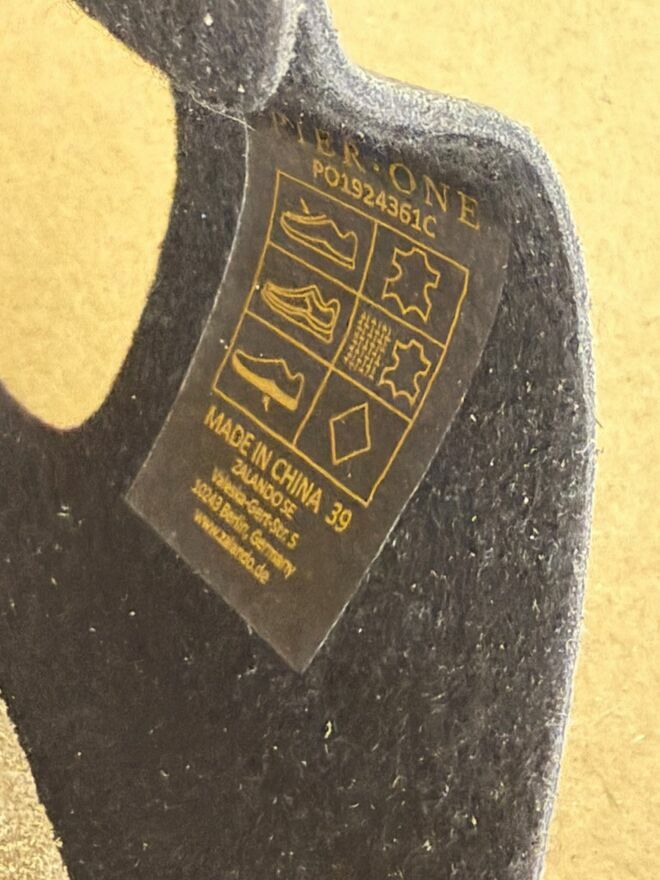 PIER·ONE
PO1924361C
MADE IN CHINA 39
ZALANDO SE
Valeska-Gert-Str. 5
10243 Berlin, Germany
www.zalando.de